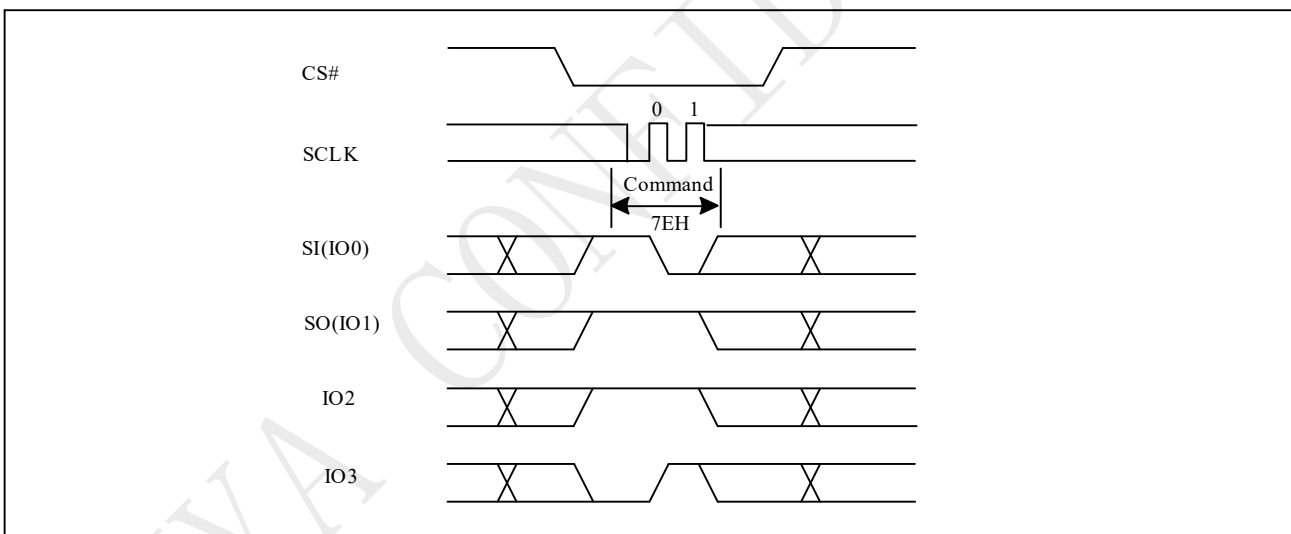 CS#
0 1
SCLK
Command
7EH
SI(IO0)
SO(IO1)
IO2
IO3